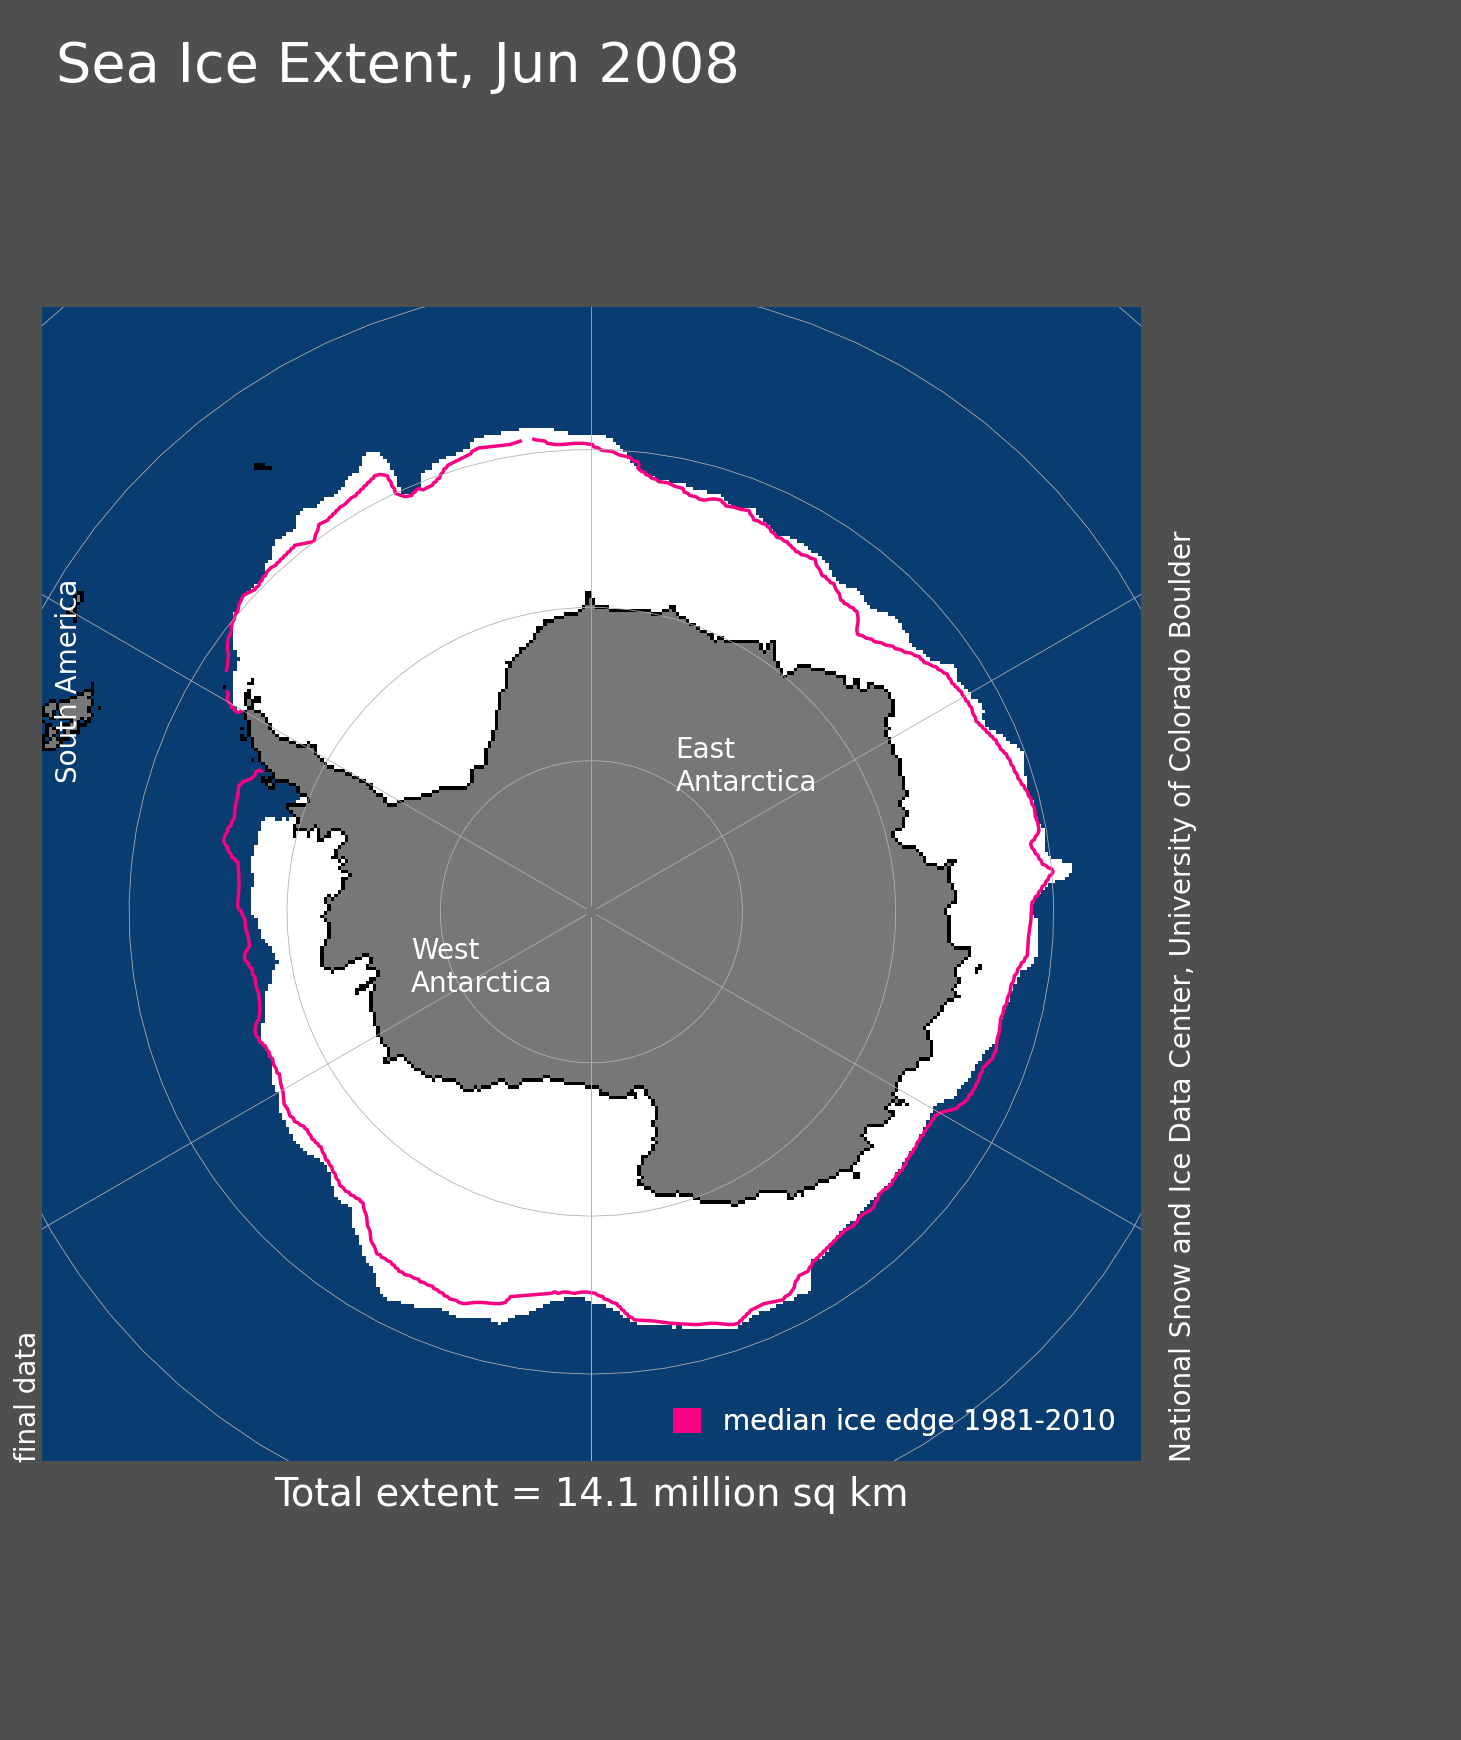 Sea Ice Extent, Jun 2008
South America
East
Antarctica
West
Antarctica
National Snow and Ice Data Center, University of Colorado Boulder
final data
median ice edge 1981-2010
Total extent = 14.1 million sq km